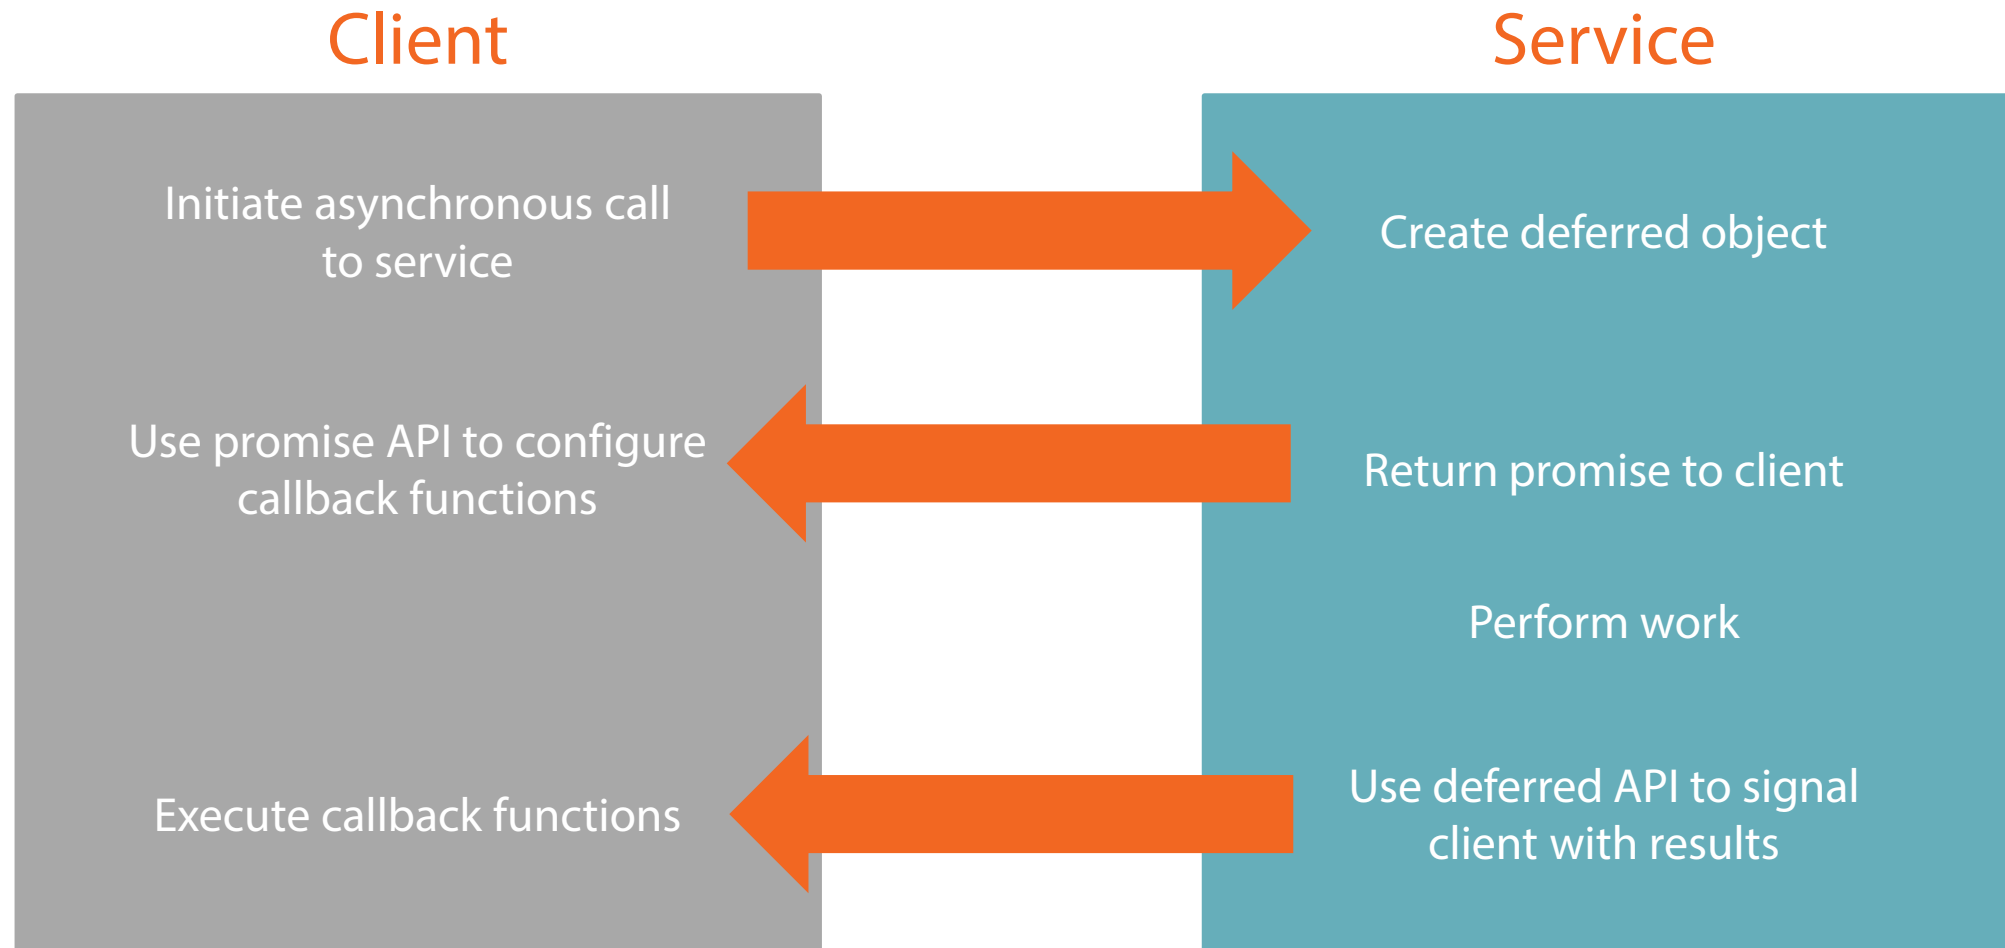 Client
Service
Initiate asynchronous call
to service
Create deferred object
Use promise API to configure
callback functions
Return promise to client
Perform work
Execute callback functions
Use deferred API to signal
client with results